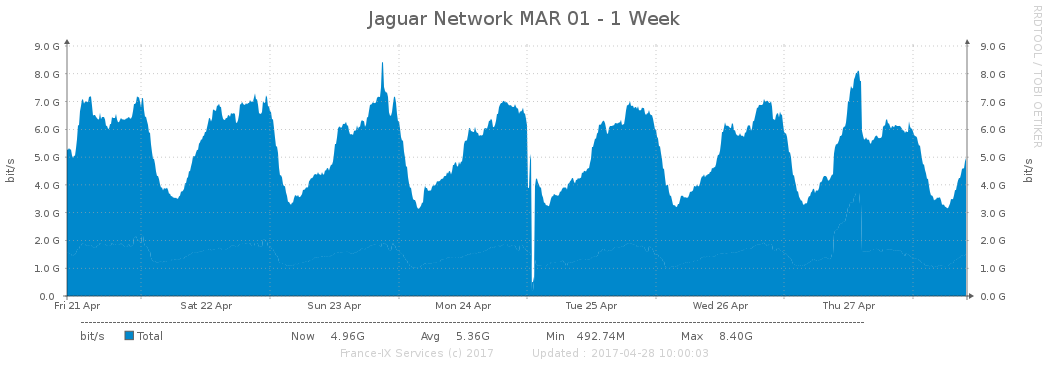 Jaguar Network MAR 01 - 1 Week
RRDTOOL / TOBI OETIKER
bit/s
9.0 G 9.0 G
8.0 G 8.0 G
7.0 G 7.0 G
6.0 G 6.0 G
5.0 G 5.0 G
4.0 G 4.0 G
3.0 G 3.0 G
2.0 G 2.0 G
1.0 G 1.0 G
0.0 0.0 G
bit/s
Fri 21 Apr Sat 22 Apr Sun 23 Apr Mon 24 Apr Tue 25 Apr Wed 26 Apr Thu 27 Apr
bit/s Total Now 4.96G Avg 5.36G Min 492.74M Max 8.40G
France-IX Services (c) 2017 Updated : 2017-04-28 10:00:03